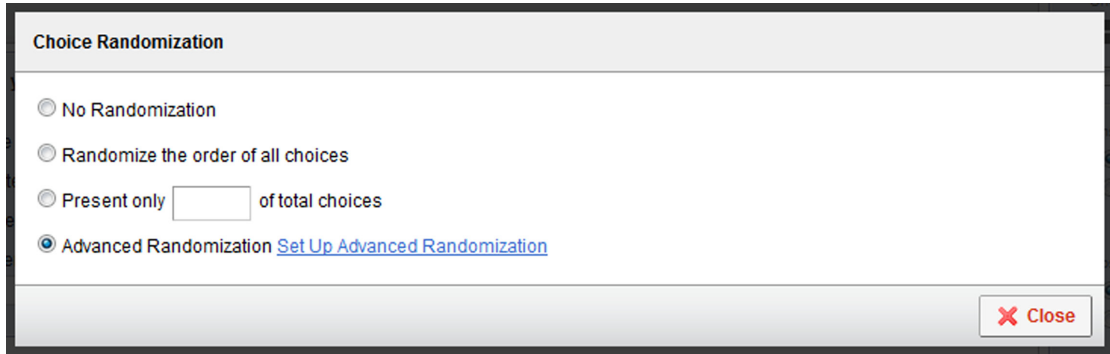 Choice Randomization
No Randomization
Randomize the order of all choices
Present only of total choices
Advanced Randomization Set Up Advanced Randomization
Close